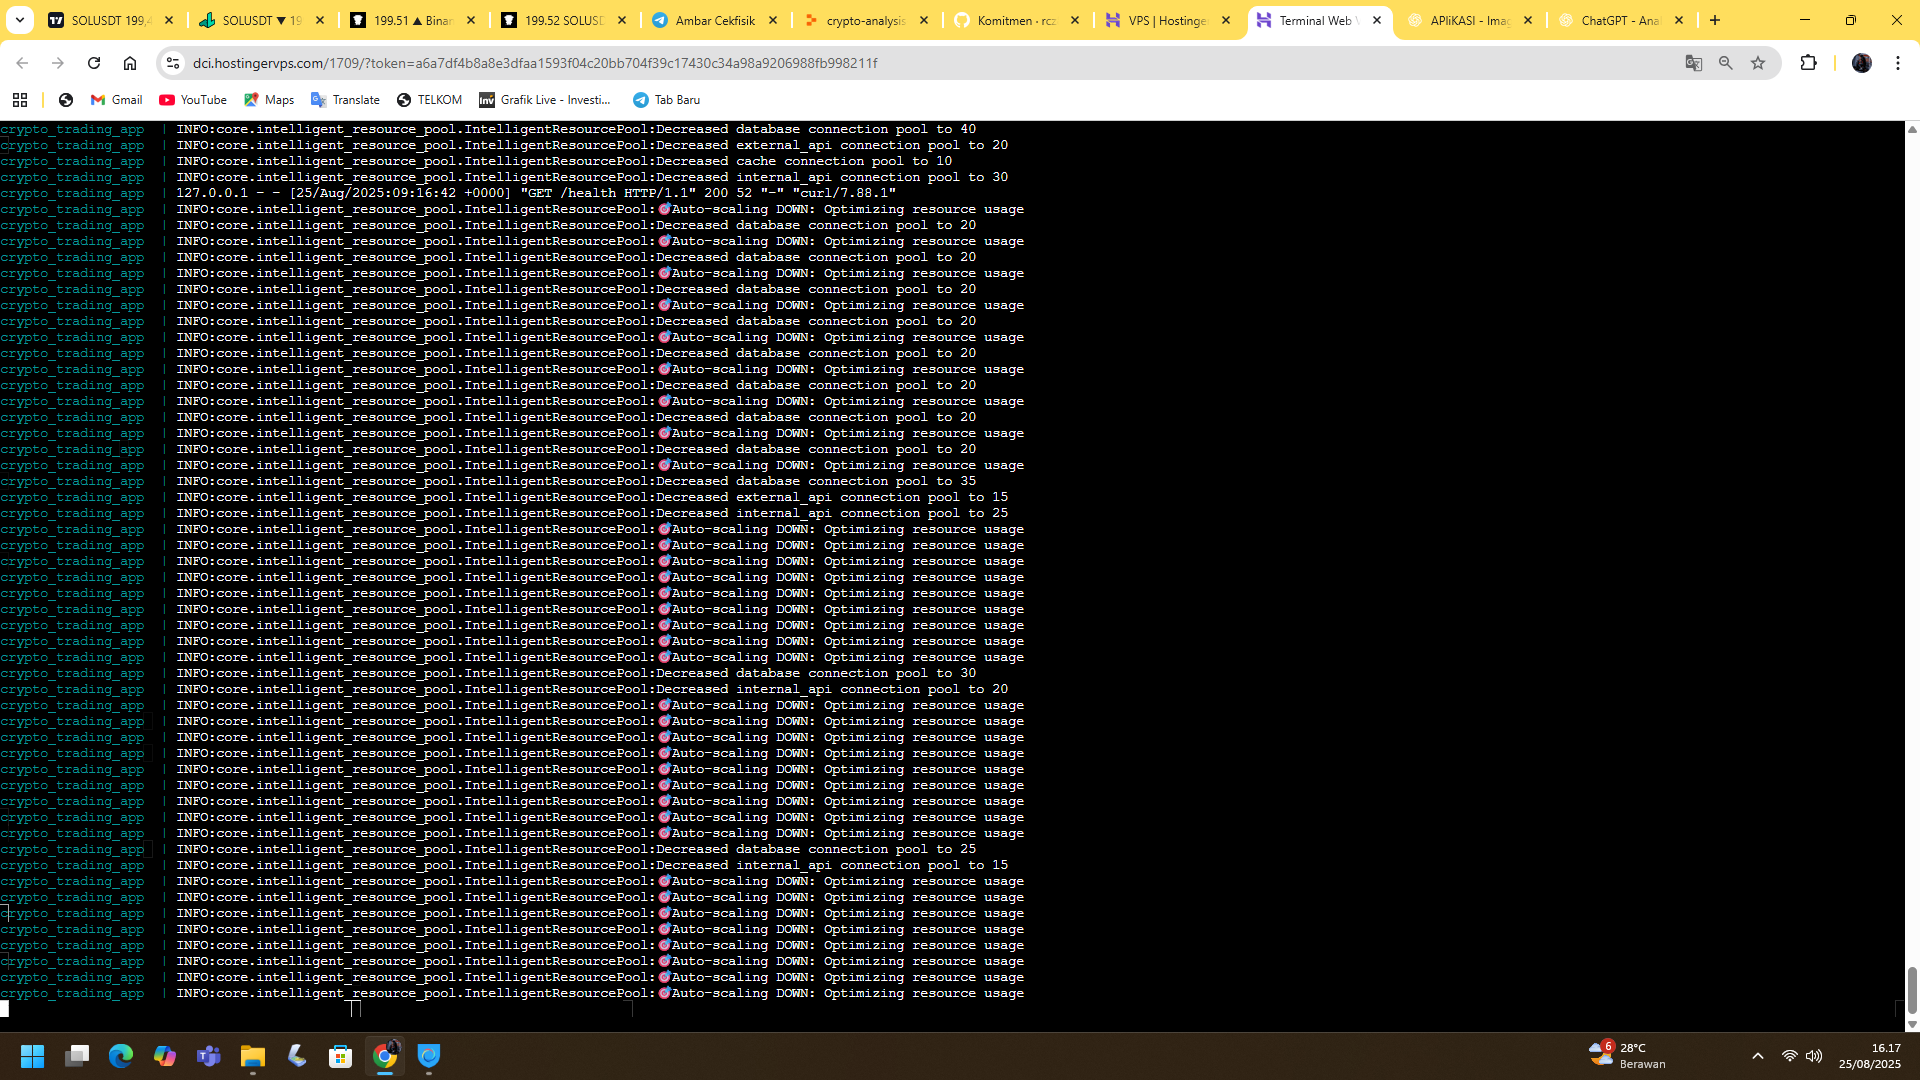 SOLUSDT 199,4
SOLUSDT ▼ 19
199.51 ▲ Binan
199.52 SOLUSD
Ambar Cekfisik
crypto-analysis
Komitmen · rcz
VPS | Hostinge
Terminal Web V
APliKASI - Imag
ChatGPT - Anal
dci.hostingervps.com/1709/?token=a6a7df4b8a8e3dfaa1593f04c20bb704f39c17430c34a98a9206988fb998211f
Gmail
YouTube
Maps
Translate
TELKOM
Grafik Live - Investi...
Tab Baru
crypto_trading_app | INFO:core.intelligent_resource_pool.IntelligentResourcePool:Decreased database connection pool to 40
crypto_trading_app | INFO:core.intelligent_resource_pool.IntelligentResourcePool:Decreased external_api connection pool to 20
crypto_trading_app | INFO:core.intelligent_resource_pool.IntelligentResourcePool:Decreased cache connection pool to 10
crypto_trading_app | INFO:core.intelligent_resource_pool.IntelligentResourcePool:Decreased internal_api connection pool to 30
crypto_trading_app | 127.0.0.1 - - [25/Aug/2025:09:16:42 +0000] "GET /health HTTP/1.1" 200 52 "-" "curl/7.88.1"
crypto_trading_app | INFO:core.intelligent_resource_pool.IntelligentResourcePool:🎯Auto-scaling DOWN: Optimizing resource usage
crypto_trading_app | INFO:core.intelligent_resource_pool.IntelligentResourcePool:Decreased database connection pool to 20
crypto_trading_app | INFO:core.intelligent_resource_pool.IntelligentResourcePool:🎯Auto-scaling DOWN: Optimizing resource usage
crypto_trading_app | INFO:core.intelligent_resource_pool.IntelligentResourcePool:Decreased database connection pool to 20
crypto_trading_app | INFO:core.intelligent_resource_pool.IntelligentResourcePool:🎯Auto-scaling DOWN: Optimizing resource usage
crypto_trading_app | INFO:core.intelligent_resource_pool.IntelligentResourcePool:Decreased database connection pool to 20
crypto_trading_app | INFO:core.intelligent_resource_pool.IntelligentResourcePool:🎯Auto-scaling DOWN: Optimizing resource usage
crypto_trading_app | INFO:core.intelligent_resource_pool.IntelligentResourcePool:Decreased database connection pool to 20
crypto_trading_app | INFO:core.intelligent_resource_pool.IntelligentResourcePool:🎯Auto-scaling DOWN: Optimizing resource usage
crypto_trading_app | INFO:core.intelligent_resource_pool.IntelligentResourcePool:Decreased database connection pool to 20
crypto_trading_app | INFO:core.intelligent_resource_pool.IntelligentResourcePool:🎯Auto-scaling DOWN: Optimizing resource usage
crypto_trading_app | INFO:core.intelligent_resource_pool.IntelligentResourcePool:Decreased database connection pool to 20
crypto_trading_app | INFO:core.intelligent_resource_pool.IntelligentResourcePool:🎯Auto-scaling DOWN: Optimizing resource usage
crypto_trading_app | INFO:core.intelligent_resource_pool.IntelligentResourcePool:Decreased database connection pool to 20
crypto_trading_app | INFO:core.intelligent_resource_pool.IntelligentResourcePool:🎯Auto-scaling DOWN: Optimizing resource usage
crypto_trading_app | INFO:core.intelligent_resource_pool.IntelligentResourcePool:Decreased database connection pool to 20
crypto_trading_app | INFO:core.intelligent_resource_pool.IntelligentResourcePool:🎯Auto-scaling DOWN: Optimizing resource usage
crypto_trading_app | INFO:core.intelligent_resource_pool.IntelligentResourcePool:Decreased database connection pool to 35
crypto_trading_app | INFO:core.intelligent_resource_pool.IntelligentResourcePool:Decreased external_api connection pool to 15
crypto_trading_app | INFO:core.intelligent_resource_pool.IntelligentResourcePool:Decreased internal_api connection pool to 25
crypto_trading_app | INFO:core.intelligent_resource_pool.IntelligentResourcePool:🎯Auto-scaling DOWN: Optimizing resource usage
crypto_trading_app | INFO:core.intelligent_resource_pool.IntelligentResourcePool:🎯Auto-scaling DOWN: Optimizing resource usage
crypto_trading_app | INFO:core.intelligent_resource_pool.IntelligentResourcePool:🎯Auto-scaling DOWN: Optimizing resource usage
crypto_trading_app | INFO:core.intelligent_resource_pool.IntelligentResourcePool:🎯Auto-scaling DOWN: Optimizing resource usage
crypto_trading_app | INFO:core.intelligent_resource_pool.IntelligentResourcePool:🎯Auto-scaling DOWN: Optimizing resource usage
crypto_trading_app | INFO:core.intelligent_resource_pool.IntelligentResourcePool:🎯Auto-scaling DOWN: Optimizing resource usage
crypto_trading_app | INFO:core.intelligent_resource_pool.IntelligentResourcePool:🎯Auto-scaling DOWN: Optimizing resource usage
crypto_trading_app | INFO:core.intelligent_resource_pool.IntelligentResourcePool:🎯Auto-scaling DOWN: Optimizing resource usage
crypto_trading_app | INFO:core.intelligent_resource_pool.IntelligentResourcePool:🎯Auto-scaling DOWN: Optimizing resource usage
crypto_trading_app | INFO:core.intelligent_resource_pool.IntelligentResourcePool:Decreased database connection pool to 30
crypto_trading_app | INFO:core.intelligent_resource_pool.IntelligentResourcePool:Decreased internal_api connection pool to 20
crypto_trading_app | INFO:core.intelligent_resource_pool.IntelligentResourcePool:🎯Auto-scaling DOWN: Optimizing resource usage
crypto_trading_app | INFO:core.intelligent_resource_pool.IntelligentResourcePool:🎯Auto-scaling DOWN: Optimizing resource usage
crypto_trading_app | INFO:core.intelligent_resource_pool.IntelligentResourcePool:🎯Auto-scaling DOWN: Optimizing resource usage
crypto_trading_app | INFO:core.intelligent_resource_pool.IntelligentResourcePool:🎯Auto-scaling DOWN: Optimizing resource usage
crypto_trading_app | INFO:core.intelligent_resource_pool.IntelligentResourcePool:🎯Auto-scaling DOWN: Optimizing resource usage
crypto_trading_app | INFO:core.intelligent_resource_pool.IntelligentResourcePool:🎯Auto-scaling DOWN: Optimizing resource usage
crypto_trading_app | INFO:core.intelligent_resource_pool.IntelligentResourcePool:🎯Auto-scaling DOWN: Optimizing resource usage
crypto_trading_app | INFO:core.intelligent_resource_pool.IntelligentResourcePool:🎯Auto-scaling DOWN: Optimizing resource usage
crypto_trading_app | INFO:core.intelligent_resource_pool.IntelligentResourcePool:🎯Auto-scaling DOWN: Optimizing resource usage
crypto_trading_app | INFO:core.intelligent_resource_pool.IntelligentResourcePool:Decreased database connection pool to 25
crypto_trading_app | INFO:core.intelligent_resource_pool.IntelligentResourcePool:Decreased internal_api connection pool to 15
crypto_trading_app | INFO:core.intelligent_resource_pool.IntelligentResourcePool:🎯Auto-scaling DOWN: Optimizing resource usage
crypto_trading_app | INFO:core.intelligent_resource_pool.IntelligentResourcePool:🎯Auto-scaling DOWN: Optimizing resource usage
crypto_trading_app | INFO:core.intelligent_resource_pool.IntelligentResourcePool:🎯Auto-scaling DOWN: Optimizing resource usage
crypto_trading_app | INFO:core.intelligent_resource_pool.IntelligentResourcePool:🎯Auto-scaling DOWN: Optimizing resource usage
crypto_trading_app | INFO:core.intelligent_resource_pool.IntelligentResourcePool:🎯Auto-scaling DOWN: Optimizing resource usage
crypto_trading_app | INFO:core.intelligent_resource_pool.IntelligentResourcePool:🎯Auto-scaling DOWN: Optimizing resource usage
crypto_trading_app | INFO:core.intelligent_resource_pool.IntelligentResourcePool:🎯Auto-scaling DOWN: Optimizing resource usage
crypto_trading_app | INFO:core.intelligent_resource_pool.IntelligentResourcePool:🎯Auto-scaling DOWN: Optimizing resource usage
6
28°C
Berawan
16.17
25/08/2025